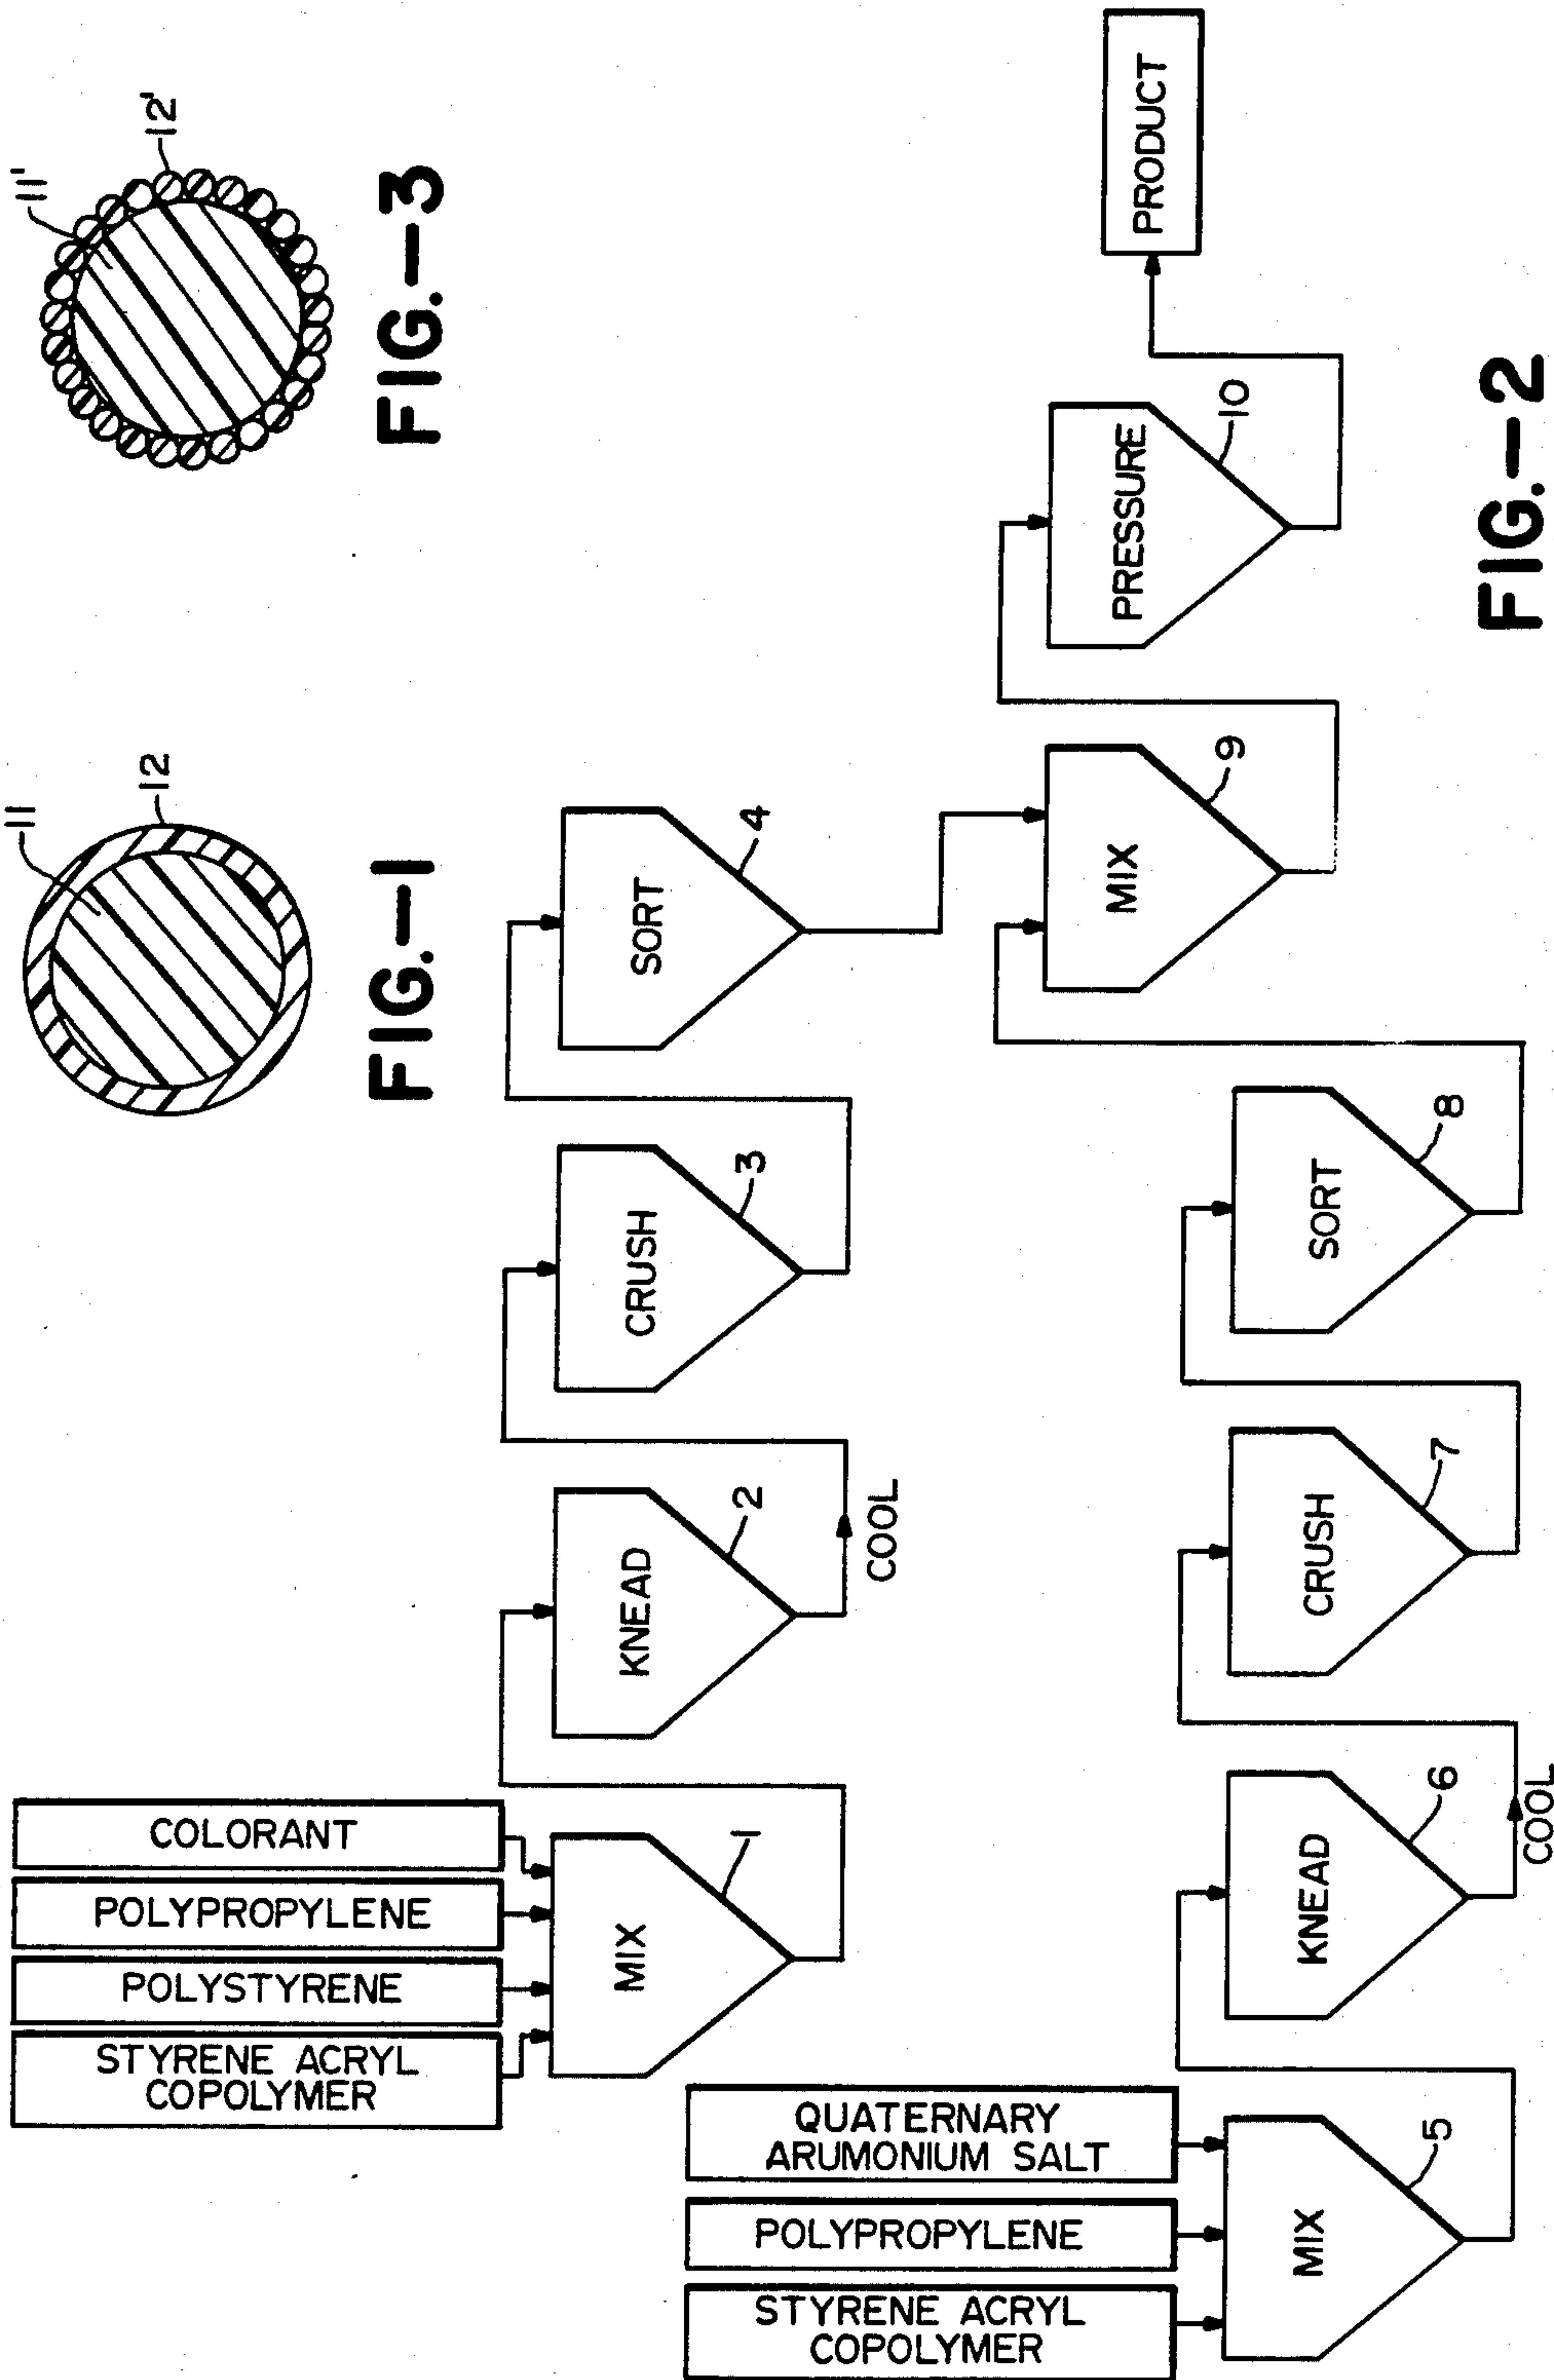 11
12
FIG.-1
11'
12'
FIG.-3
STYRENE ACRYL
COPOLYMER
POLYSTYRENE
POLYPROPYLENE
COLORANT
MIX
1
KNEAD
2
COOL
CRUSH
3
SORT
4
STYRENE ACRYL
COPOLYMER
POLYPROPYLENE
QUATERNARY
ARUMONIUM SALT
MIX
5
KNEAD
6
COOL
CRUSH
7
SORT
8
MIX
9
PRESSURE
10
PRODUCT
FIG.-2